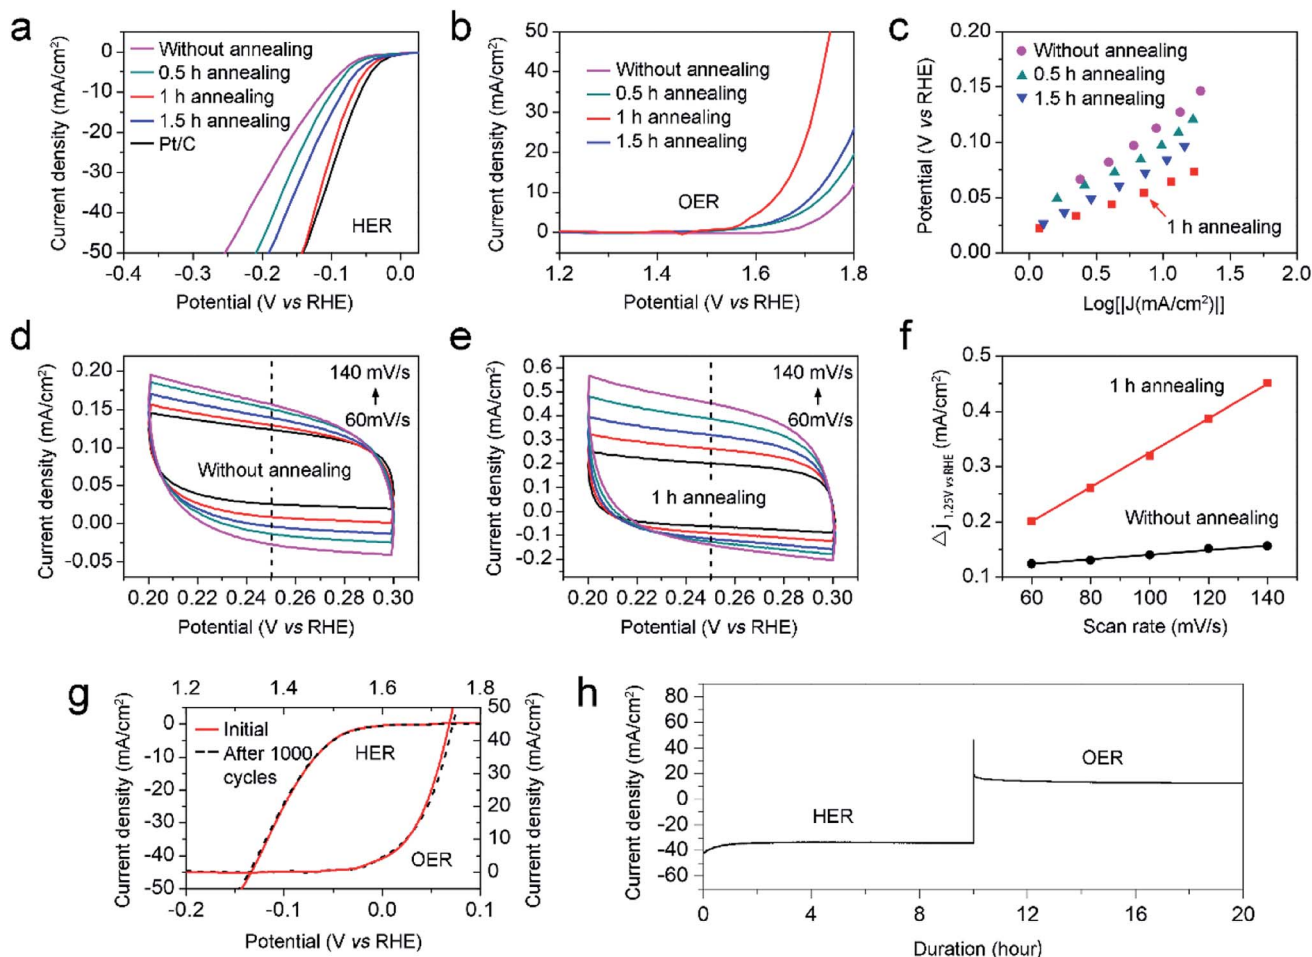 a
Current density (mA/cm²)
0
-10
-20
-30
-40
-50
Without annealing
0.5 h annealing
1 h annealing
1.5 h annealing
Pt/C
HER
-0.4
-0.3
-0.2
-0.1
0.0
Potential (V vs RHE)
b
Current density (mA/cm²)
50
40
30
20
10
0
Without annealing
0.5 h annealing
1 h annealing
1.5 h annealing
OER
1.2
1.4
1.6
1.8
Potential (V vs RHE)
c
Potential (V vs RHE)
0.20
0.15
0.10
0.05
0.00
Without annealing
0.5 h annealing
1.5 h annealing
1 h annealing
0.0
0.5
1.0
1.5
2.0
Log[|J(mA/cm²)|]
d
Current density (mA/cm²)
0.20
0.15
0.10
0.05
0.00
-0.05
140 mV/s
60mV/s
Without annealing
0.20
0.22
0.24
0.26
0.28
0.30
Potential (V vs RHE)
e
Current density (mA/cm²)
0.6
0.5
0.4
0.3
0.2
0.1
0.0
-0.1
-0.2
140 mV/s
60mV/s
1 h annealing
0.20
0.22
0.24
0.26
0.28
0.30
Potential (V vs RHE)
f
△j1.25V vs RHE (mA/cm²)
0.5
0.4
0.3
0.2
0.1
1 h annealing
Without annealing
60
80
100
120
140
Scan rate (mV/s)
g
1.2
1.4
1.6
1.8
Current density (mA/cm²)
0
-10
-20
-30
-40
-50
Initial
After 1000
cycles
HER
OER
50
40
30
20
10
0
Current density (mA/cm²)
-0.2
-0.1
0.0
0.1
Potential (V vs RHE)
h
Current density (mA/cm²)
80
60
40
20
0
-20
-40
-60
HER
OER
0
4
8
12
16
20
Duration (hour)